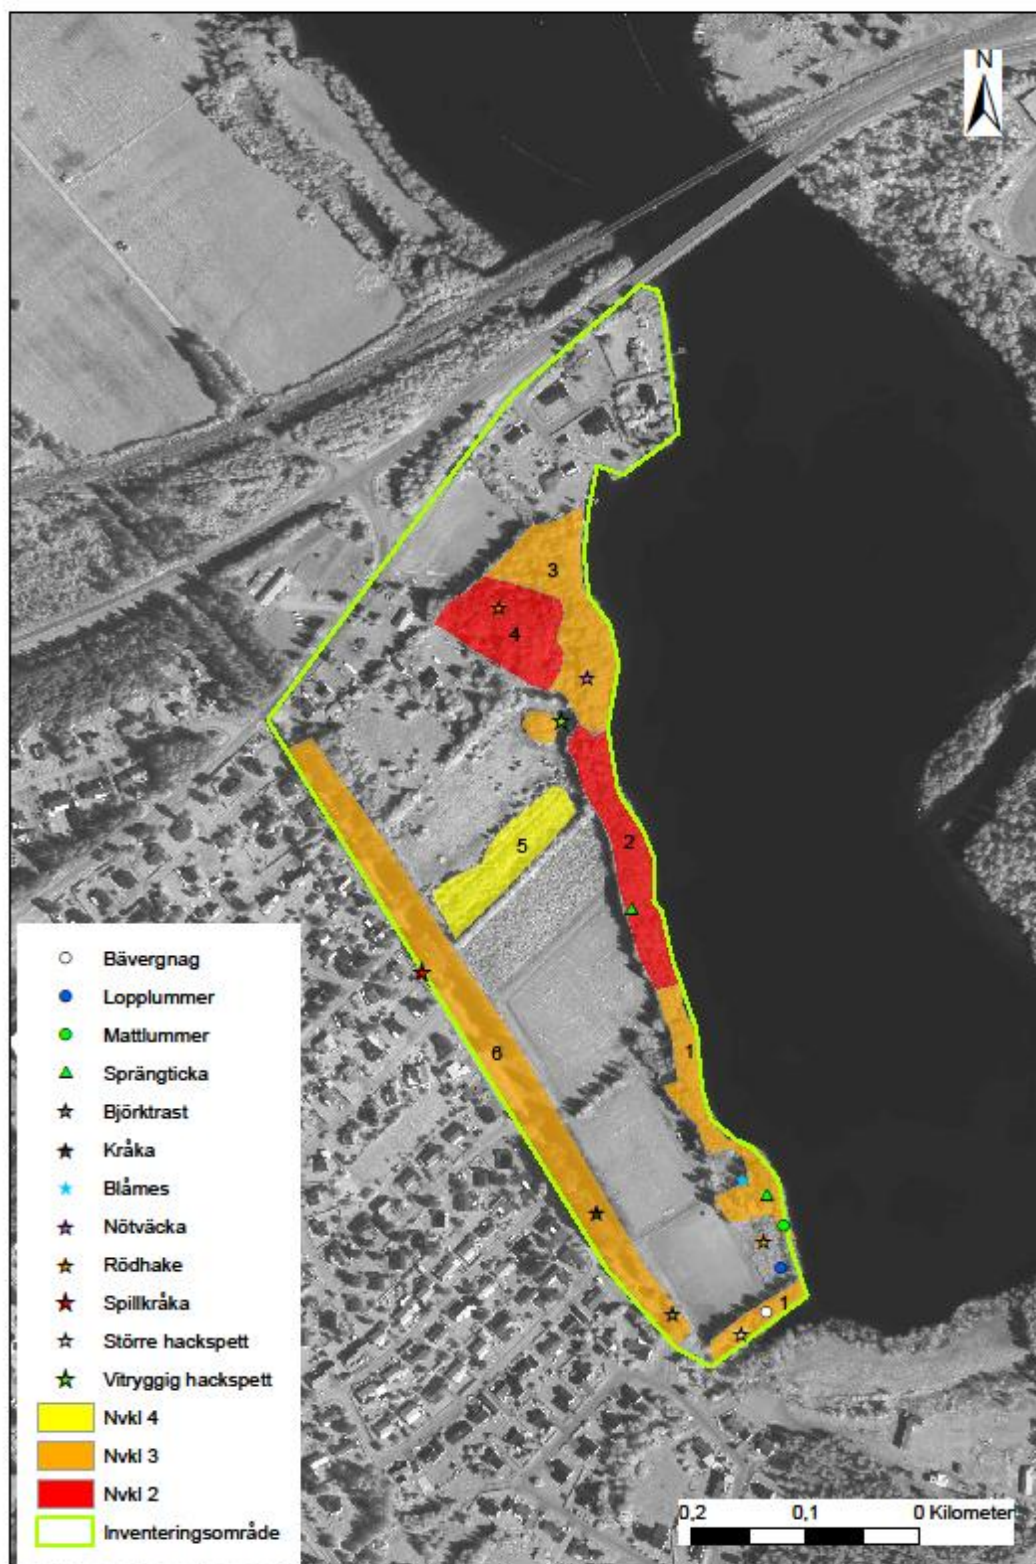 N
3
4
2
5
1
6
1
Bävergnag
Lopplummer
Mattlummer
Sprängticka
Björktrast
Kråka
Blåmes
Nötväcka
Rödhake
Spillkråka
Större hackspett
Vitryggig hackspett
Nvkl 4
Nvkl 3
Nvkl 2
Inventeringsområde
0,2 0,1 0 Kilometer